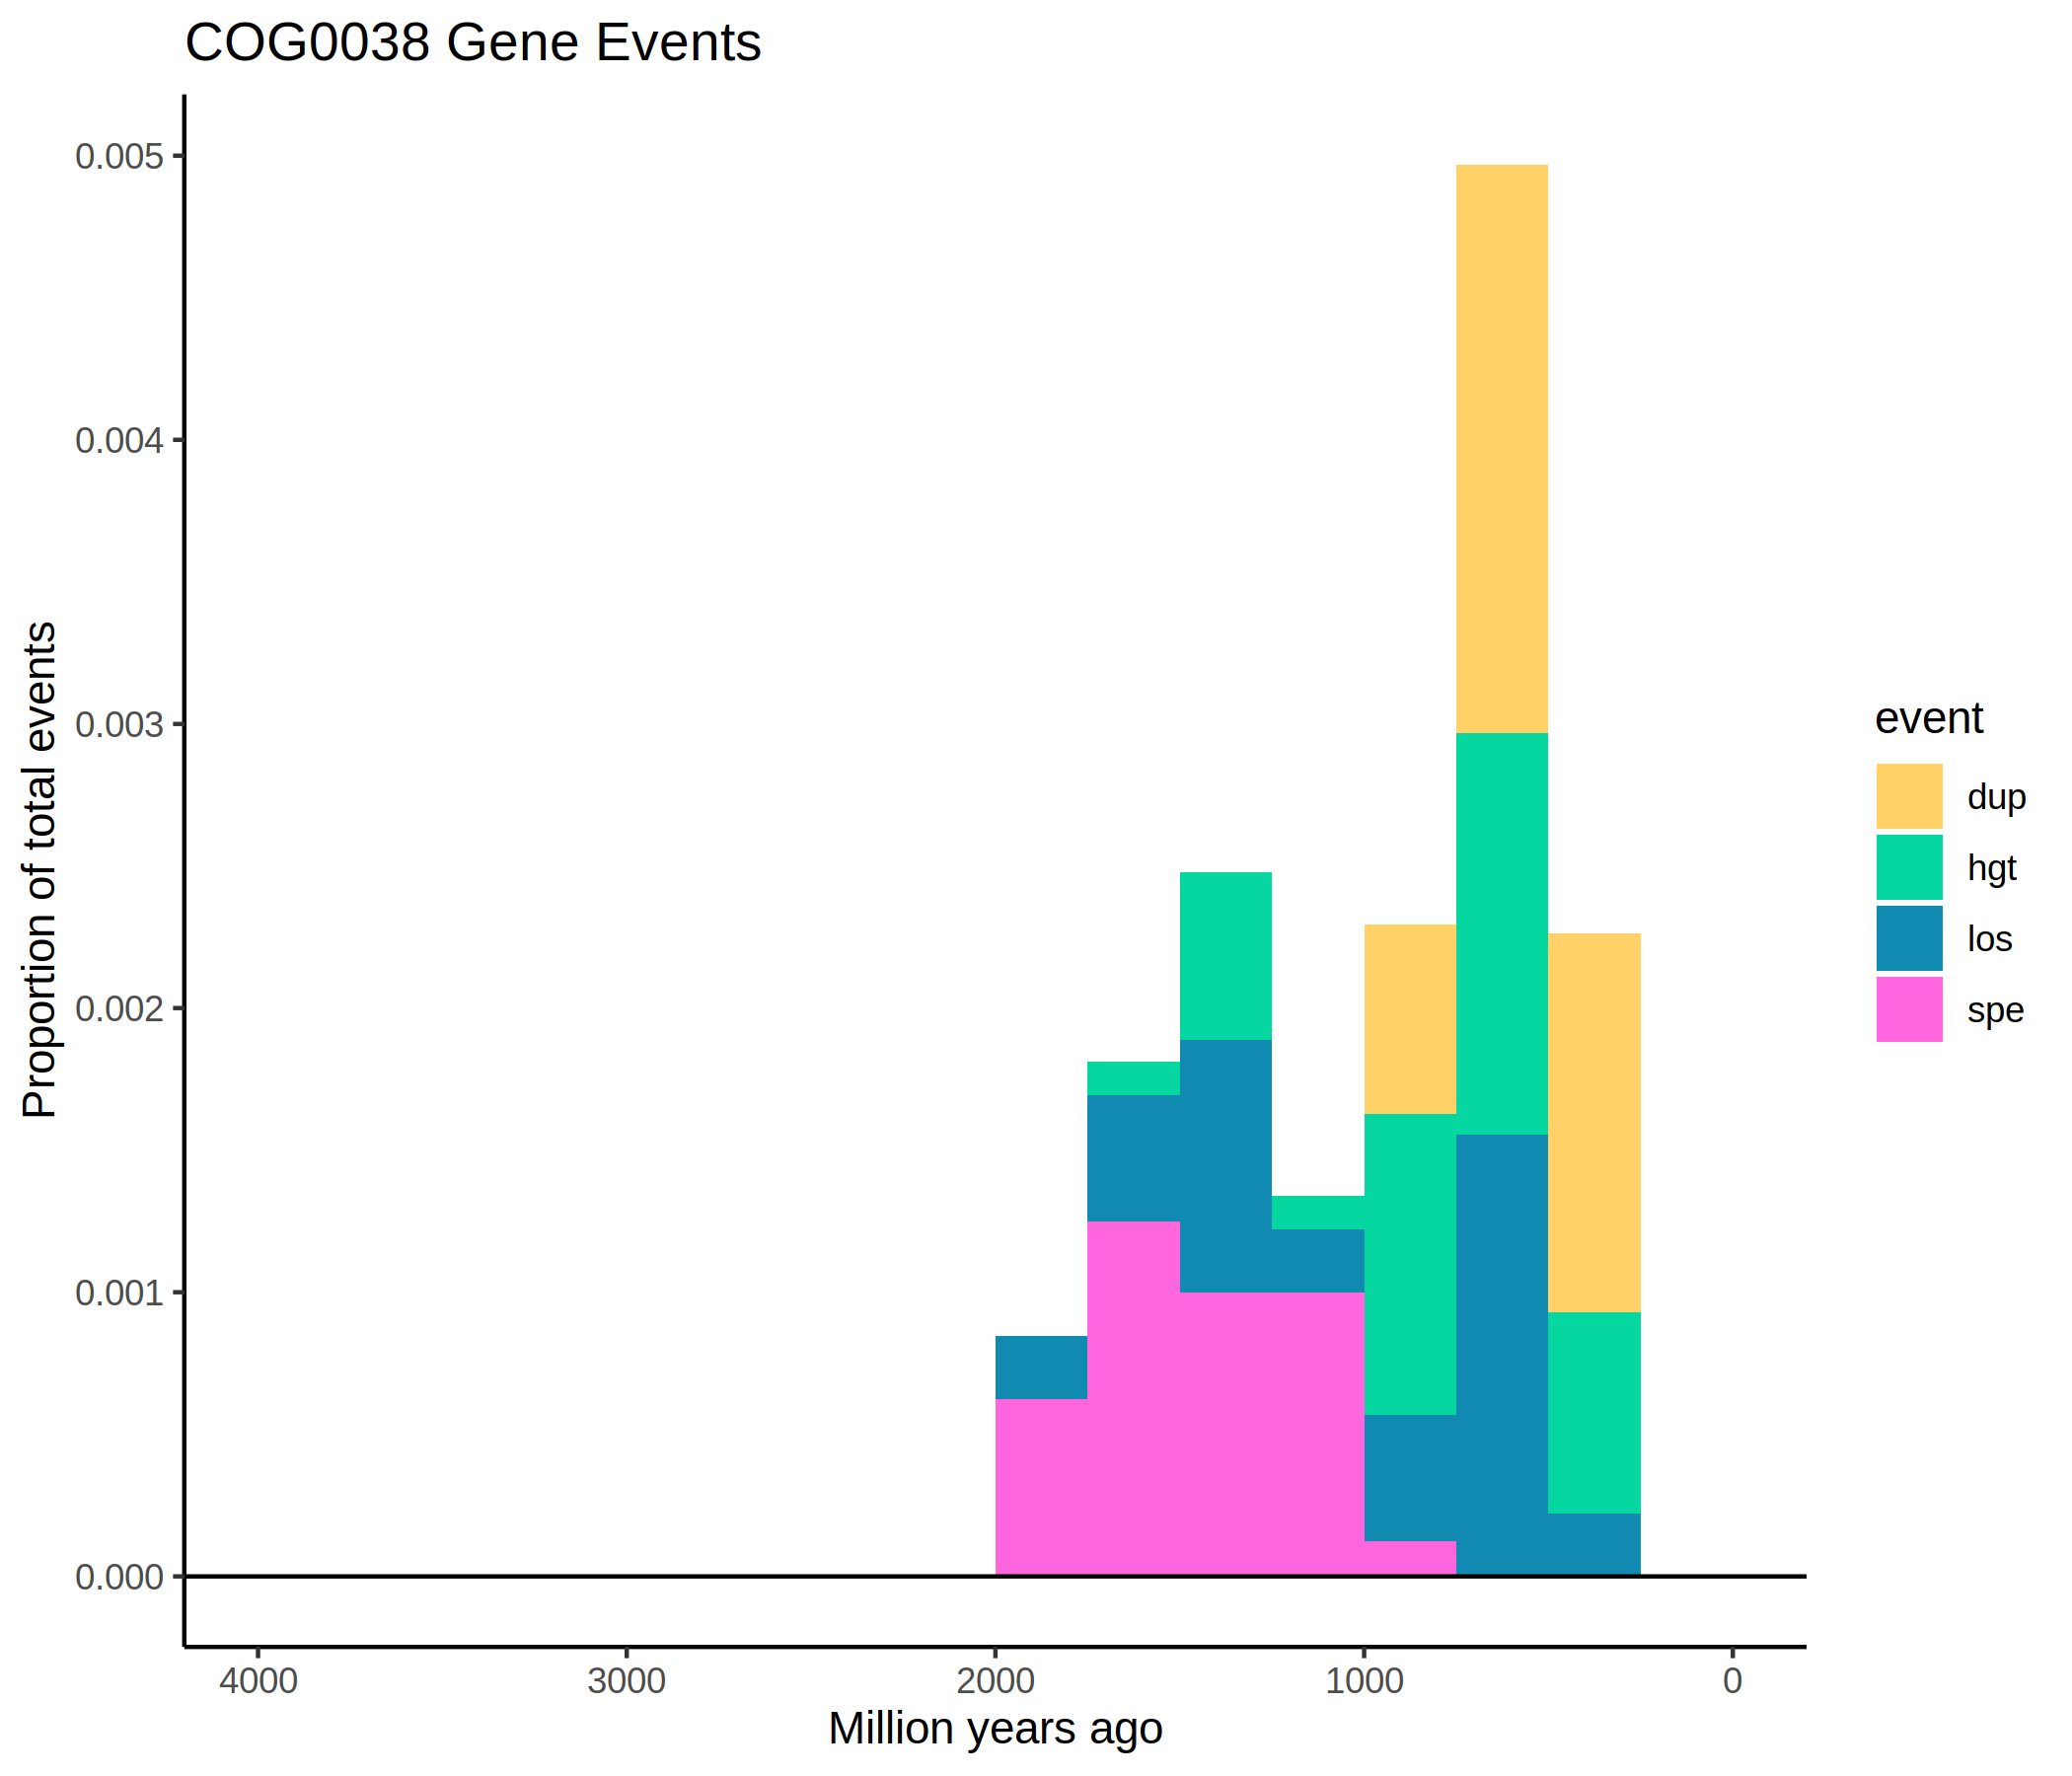 COG0038 Gene Events
Proportion of total events
0.005
0.004
0.003
0.002
0.001
0.000
4000 3000 2000 1000 0
Million years ago
event
dup
hgt
los
spe